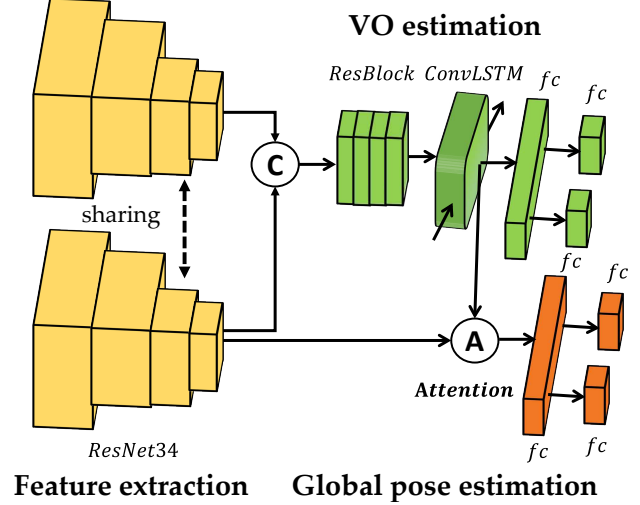 VO estimation
ResBlock ConvLSTM
fc
fc
C
sharing
fc
fc
A
Attention
ResNet34
fc
fc
Feature extraction
Global pose estimation